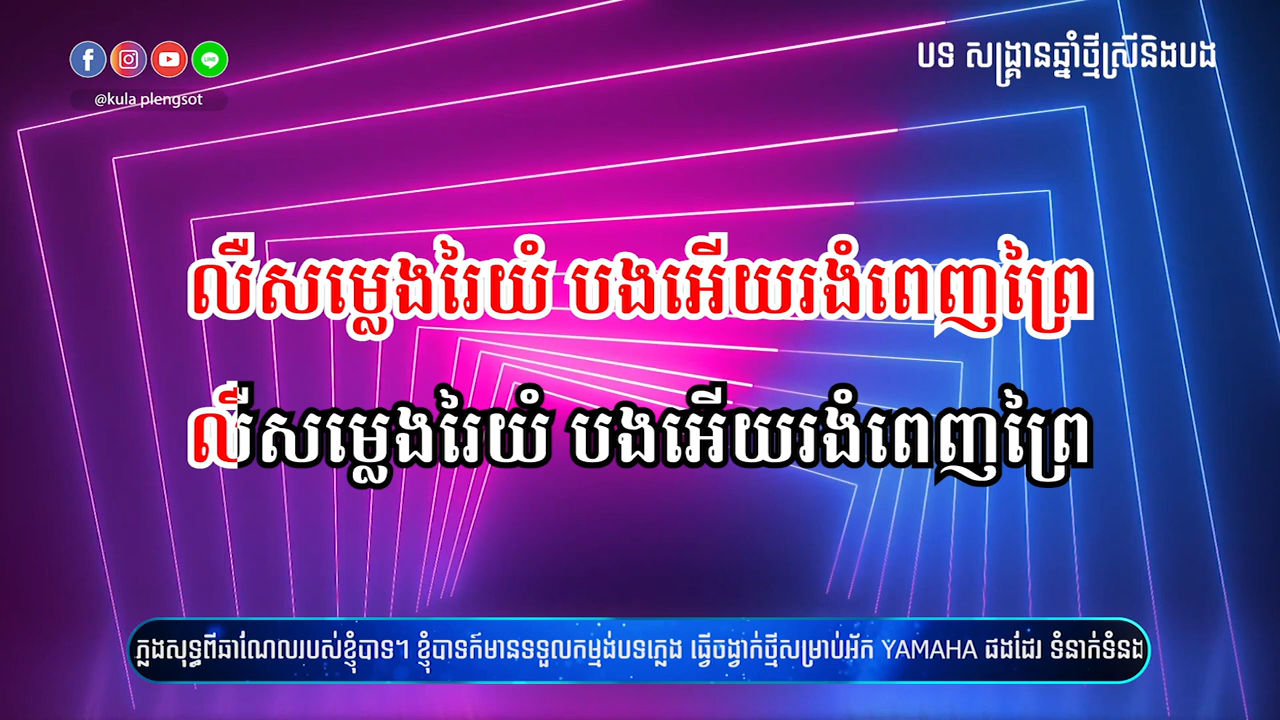 បទ សង្រ្កានឆ្នាំថ្មីស្រីនិងបង
@kula plengsot
លឺសម្លេងរៃយំ បងអើយរងំពេញព្រៃ
លឺសម្លេងរៃយំ បងអើយរងំពេញព្រៃ
ភ្លេងសុទ្ធពីឆាណែលរបស់ខ្ញុំបាទ។ ខ្ញុំបាទក៍មានទទួលកម្មង់បទភ្លេង ធ្វើចង្វាក់ថ្មីសម្រាប់អ័ក YAMAHA ផងដែរ ទំនាក់ទំនង